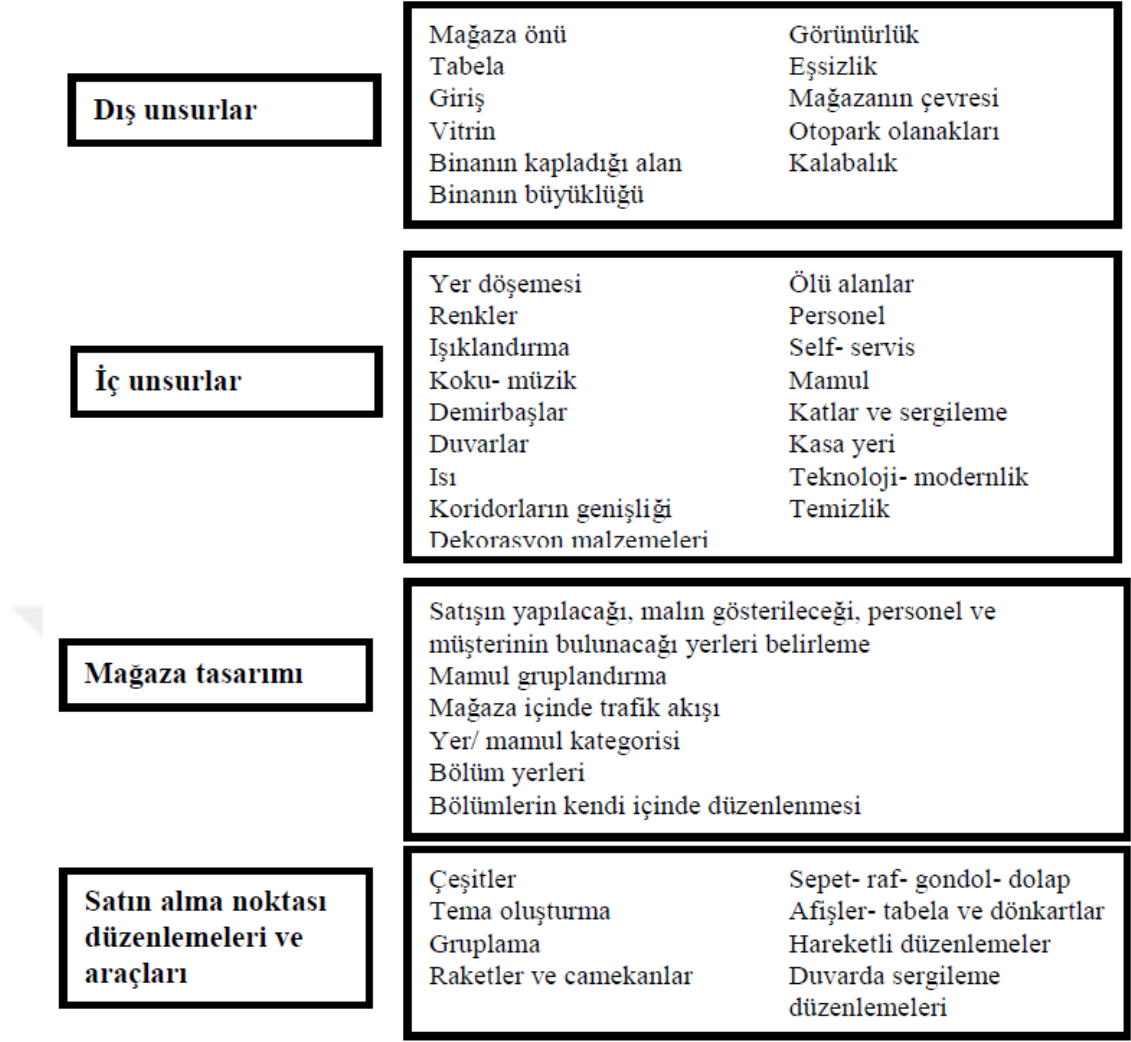 Dış unsurlar
Mağaza önü
Tabela
Giriş
Vitrin
Binanın kapladığı alan
Binanın büyüklüğü
Görünürlük
Eşsizlik
Mağazanın çevresi
Otopark olanakları
Kalabalık
İç unsurlar
Yer döşemesi
Renkler
Işıklandırma
Koku- müzik
Demirbaşlar
Duvarlar
Isı
Koridorların genişliği
Dekorasyon malzemeleri
Ölü alanlar
Personel
Self- servis
Mamul
Katlar ve sergileme
Kasa yeri
Teknoloji- modernlik
Temizlik
Mağaza tasarımı
Satışın yapılacağı, malın gösterileceği, personel ve
müşterinin bulunacağı yerleri belirleme
Mamul gruplandırma
Mağaza içinde trafik akışı
Yer/ mamul kategorisi
Bölüm yerleri
Bölümlerin kendi içinde düzenlenmesi
Satın alma noktası
düzenlemeleri ve
araçları
Çeşitler
Tema oluşturma
Gruplama
Raketler ve camekanlar
Sepet- raf- gondol- dolap
Afişler- tabela ve dönkartlar
Hareketli düzenlemeler
Duvarda sergileme
düzenlemeleri